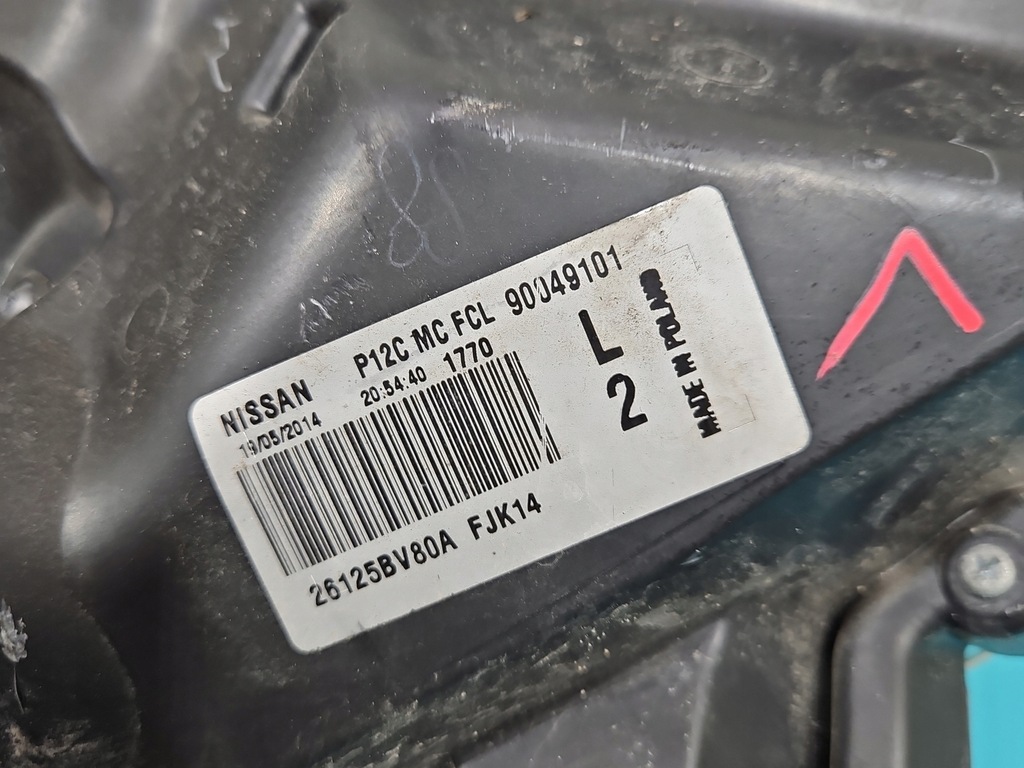 NISSAN P12C MC FCL 90049101
19/05/2014 20:54:40 1770
L
2
MADE IN POLAND
26125BV80A FJK14